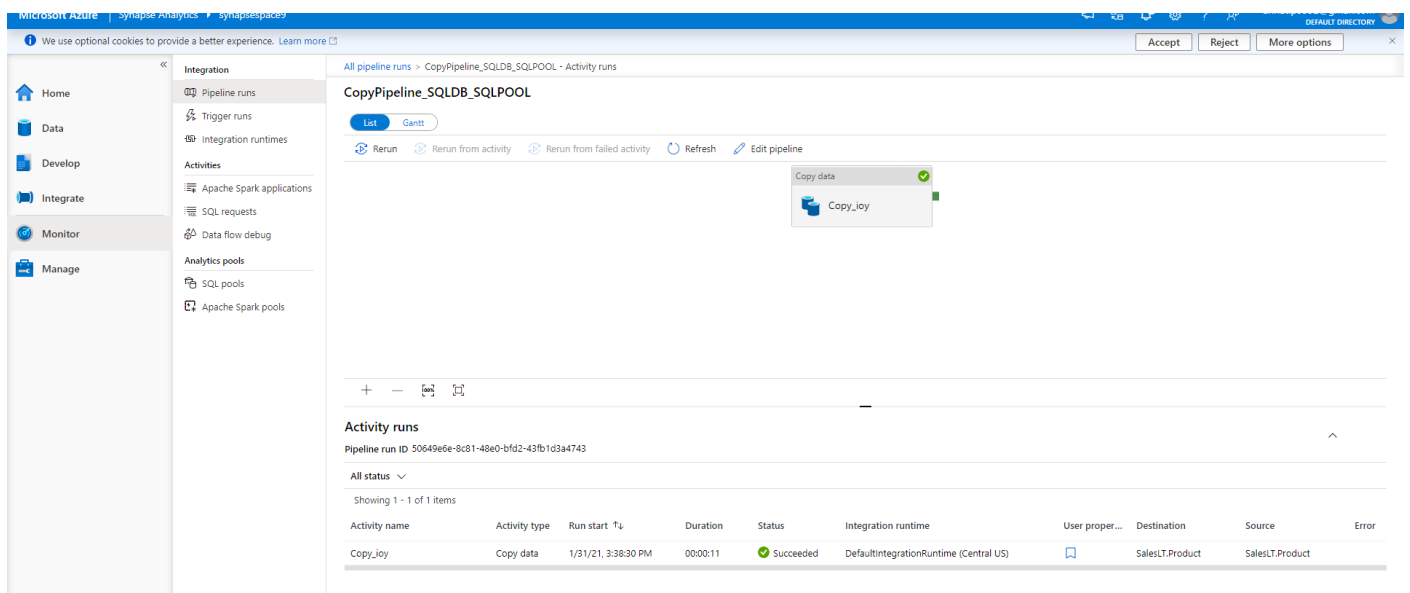 Microsoft Azure | Synapse Analytics ▸ synapsespace9
DEFAULT DIRECTORY
We use optional cookies to provide a better experience. Learn more
Accept
Reject
More options
Home
Data
Develop
Integrate
Monitor
Manage
Integration
Pipeline runs
Trigger runs
Integration runtimes
Activities
Apache Spark applications
SQL requests
Data flow debug
Analytics pools
SQL pools
Apache Spark pools
All pipeline runs > CopyPipeline_SQLDB_SQLPOOL - Activity runs
CopyPipeline_SQLDB_SQLPOOL
List Gantt
Rerun Rerun from activity Rerun from failed activity Refresh Edit pipeline
Copy data
Copy_ioy
100%
Activity runs
Pipeline run ID 50649e6e-8c81-48e0-bfd2-43fb1d3a4743
All status
Showing 1 - 1 of 1 items
Activity name Activity type Run start Duration Status Integration runtime User proper... Destination Source Error
Copy_ioy Copy data 1/31/21, 3:38:30 PM 00:00:11 Succeeded DefaultIntegrationRuntime (Central US) SalesLT.Product SalesLT.Product